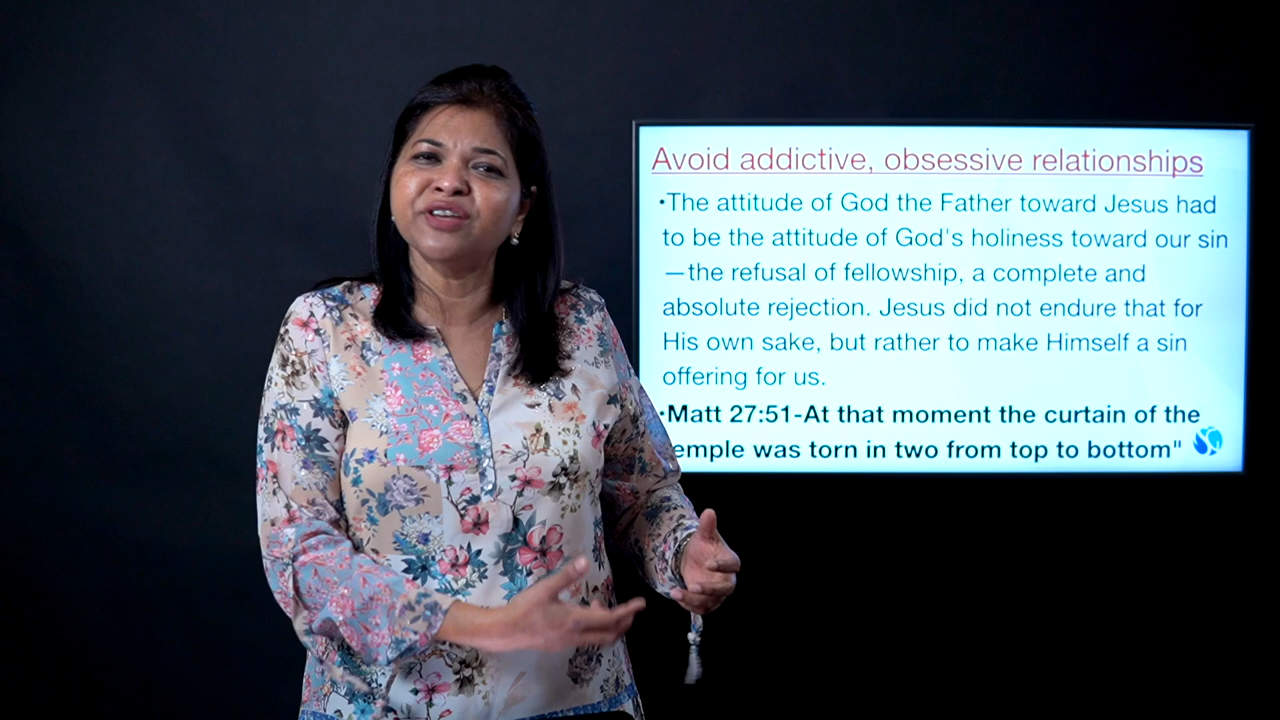 Avoid addictive, obsessive relationships
•The attitude of God the Father toward Jesus had
to be the attitude of God's holiness toward our sin
—the refusal of fellowship, a complete and
absolute rejection. Jesus did not endure that for
His own sake, but rather to make Himself a sin
offering for us.
•Matt 27:51-At that moment the curtain of the
emple was torn in two from top to bottom"